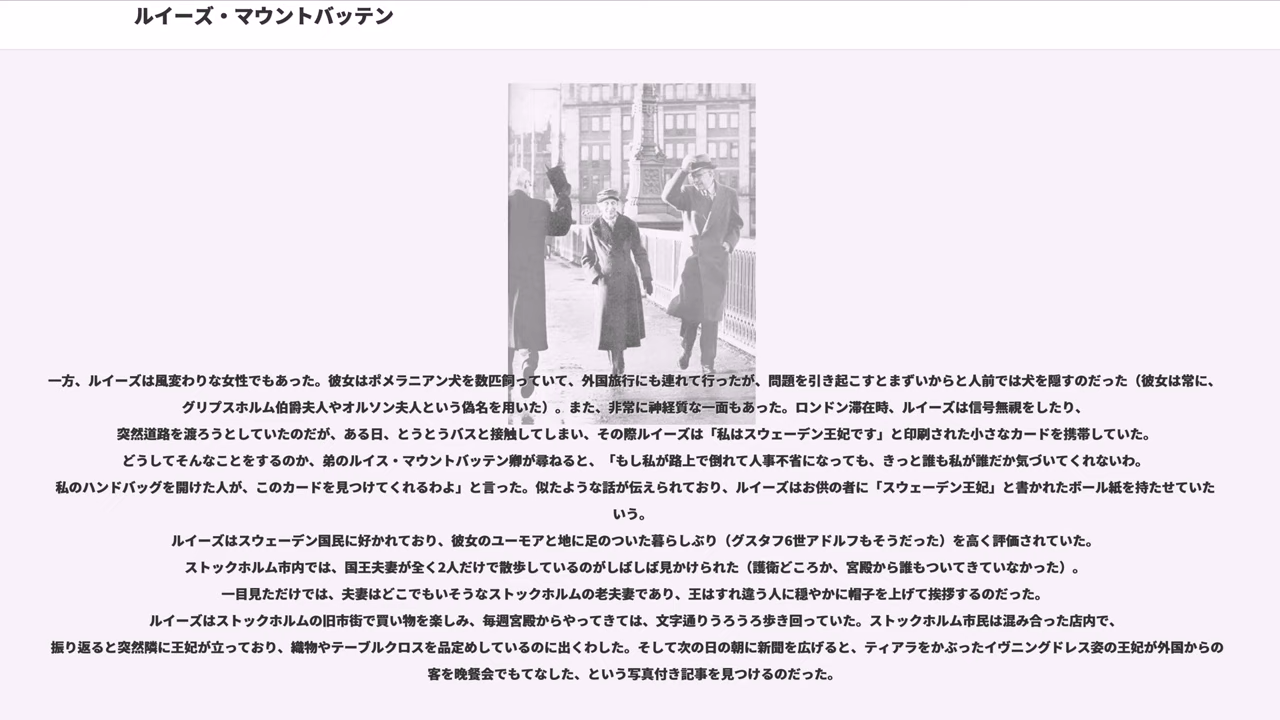 ルイーズ・マウントバッテン
一方、ルイーズは風変わりな女性でもあった。彼女はポメラニアン犬を数匹飼っていて、外国旅行にも連れて行ったが、問題を引き起こすとまずいからと人前では犬を隠すのだった（彼女は常に、
グリプスホルム伯爵夫人やオルソン夫人という偽名を用いた）。また、非常に神経質な一面もあった。ロンドン滞在時、ルイーズは信号無視をしたり、
突然道路を渡ろうとしていたのだが、ある日、とうとうバスと接触してしまい、その際ルイーズは「私はスウェーデン王妃です」と印刷された小さなカードを携帯していた。
どうしてそんなことをするのか、弟のルイス・マウントバッテン卿が尋ねると、「もし私が路上で倒れて人事不省になっても、きっと誰も私が誰だか気づいてくれないわ。
私のハンドバッグを開けた人が、このカードを見つけてくれるわよ」と言った。似たような話が伝えられており、ルイーズはお供の者に「スウェーデン王妃」と書かれたボール紙を持たせていた
いう。
ルイーズはスウェーデン国民に好かれており、彼女のユーモアと地に足のついた暮らしぶり（グスタフ6世アドルフもそうだった）を高く評価されていた。
ストックホルム市内では、国王夫妻が全く2人だけで散歩しているのがしばしば見かけられた（護衛どころか、宮殿から誰もついてきていなかった）。
一目見ただけでは、夫妻はどこでもいそうなストックホルムの老夫妻であり、王はすれ違う人に穏やかに帽子を上げて挨拶するのだった。
ルイーズはストックホルムの旧市街で買い物を楽しみ、毎週宮殿からやってきては、文字通りうろうろ歩き回っていた。ストックホルム市民は混み合った店内で、
振り返ると突然隣に王妃が立っており、織物やテーブルクロスを品定めしているのに出くわした。そして次の日の朝に新聞を広げると、ティアラをかぶったイヴニングドレス姿の王妃が外国からの
客を晩餐会でもてなした、という写真付き記事を見つけるのだった。